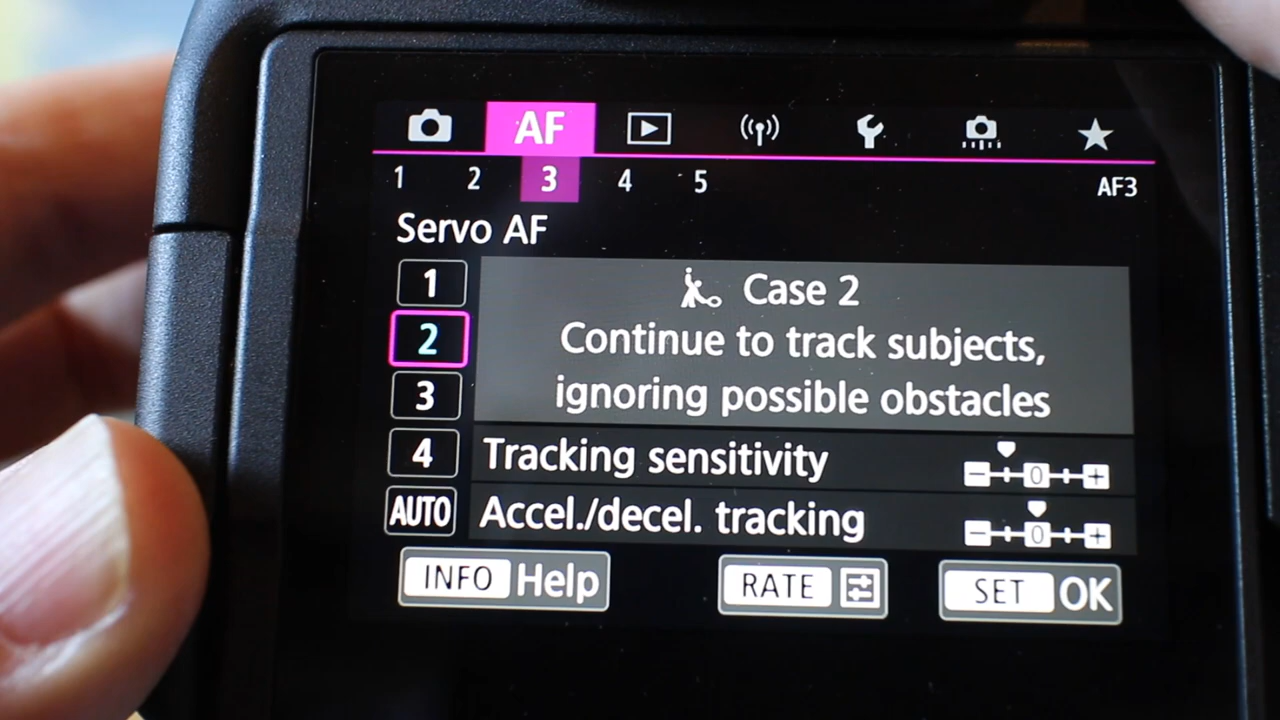 AF
1 2 3 4 5 AF3
Servo AF
1 Case 2
2 Continue to track subjects,
3 ignoring possible obstacles
4 Tracking sensitivity − 0 +
AUTO Accel./decel. tracking − 0 +
INFO Help RATE SET OK